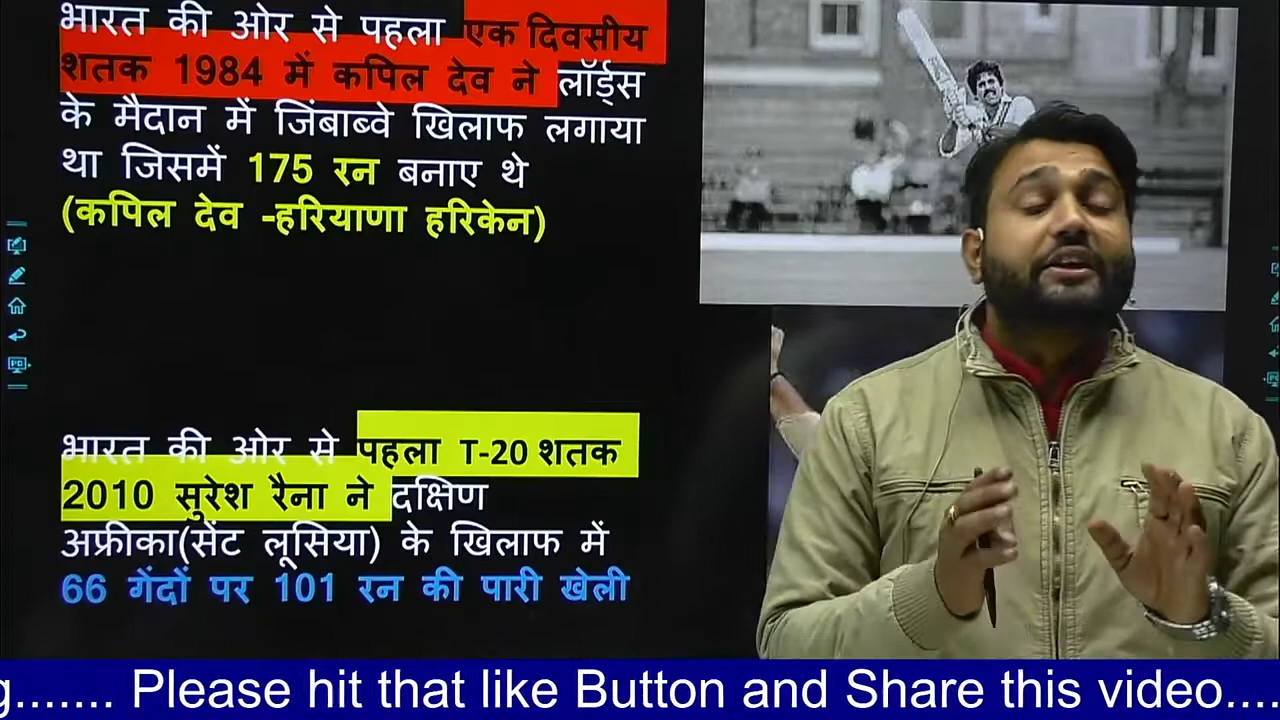 भारत की ओर से पहला एक दिवसीय
शतक 1984 में कपिल देव ने लॉर्ड्स
के मैदान में जिंबाब्वे खिलाफ लगाया
था जिसमें 175 रन बनाए थे
(कपिल देव -हरियाणा हरिकेन)
भारत की ओर से पहला T-20 शतक
2010 सुरेश रैना ने दक्षिण
अफ्रीका(सेंट लूसिया) के खिलाफ में
66 गेंदों पर 101 रन की पारी खेली
g....... Please hit that like Button and Share this video....